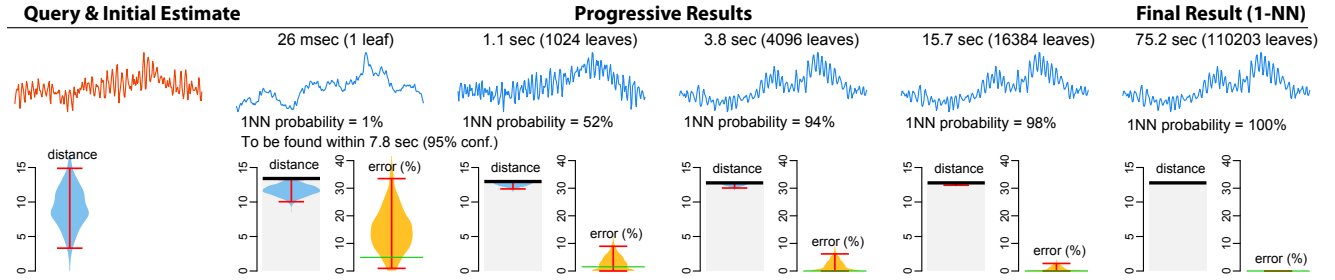 Query & Initial Estimate
Progressive Results
Final Result (1-NN)
26 msec (1 leaf)
1.1 sec (1024 leaves)
3.8 sec (4096 leaves)
15.7 sec (16384 leaves)
75.2 sec (110203 leaves)
1NN probability = 1%
1NN probability = 52%
1NN probability = 94%
1NN probability = 98%
1NN probability = 100%
To be found within 7.8 sec (95% conf.)
distance
0 5 10 15
distance
0 5 10 15
error (%)
0 10 20 30 40
distance
0 5 10 15
error (%)
0 10 20 30 40
distance
0 5 10 15
error (%)
0 10 20 30 40
distance
0 5 10 15
error (%)
0 10 20 30 40
distance
0 5 10 15
error (%)
0 10 20 30 40